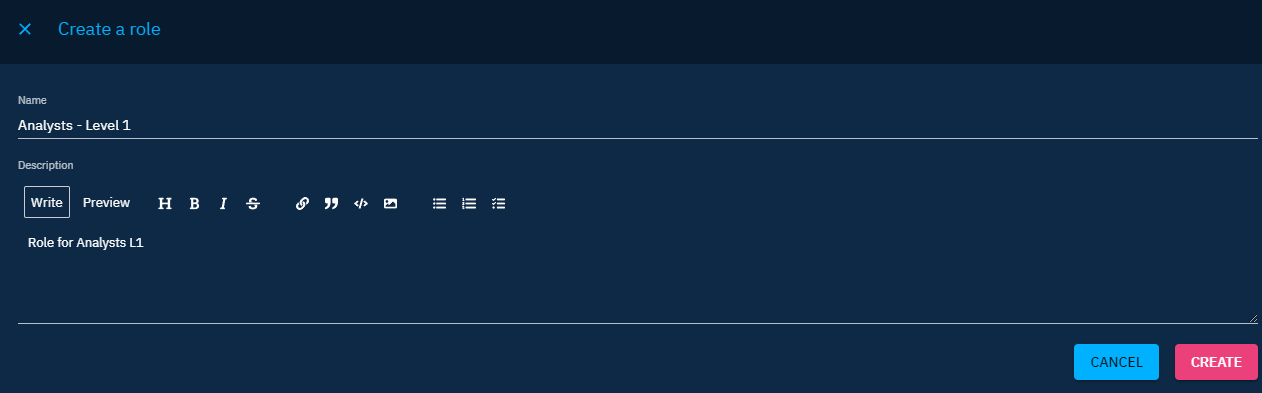 Create a role
Name
Analysts - Level 1
Description
Write Preview H B I S
Role for Analysts L1
CANCEL CREATE